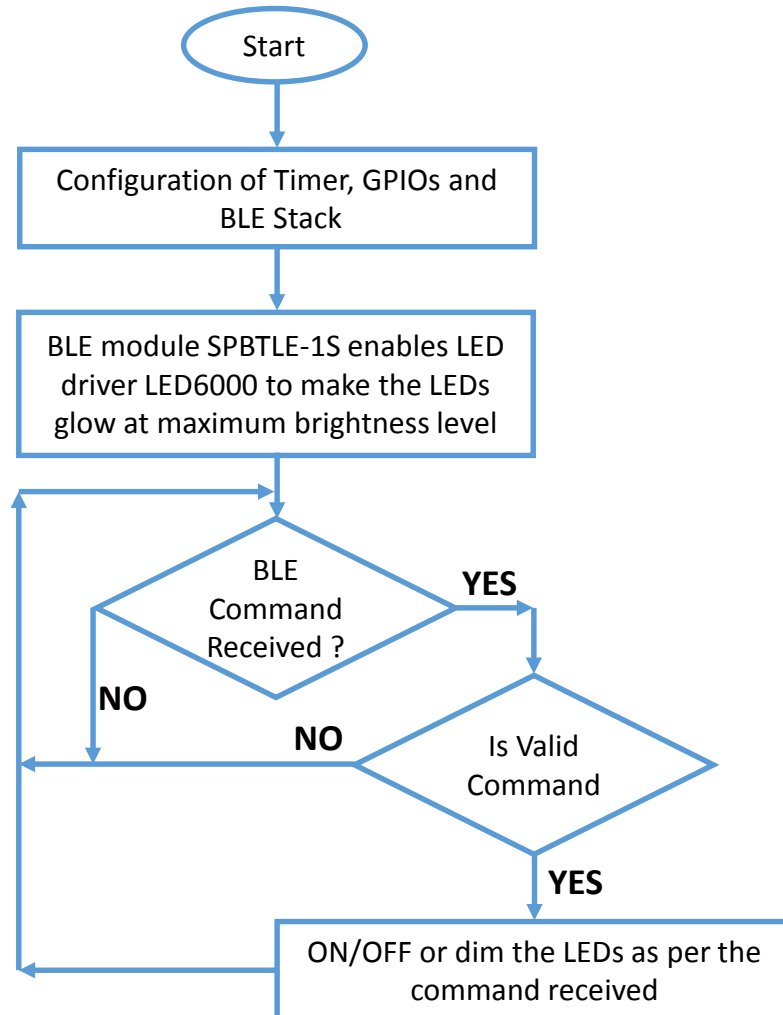 Start
Configuration of Timer, GPIOs and
BLE Stack
BLE module SPBTLE-1S enables LED
driver LED6000 to make the LEDs
glow at maximum brightness level
BLE
Command
Received ?
YES
NO
NO
Is Valid
Command
YES
ON/OFF or dim the LEDs as per the
command received